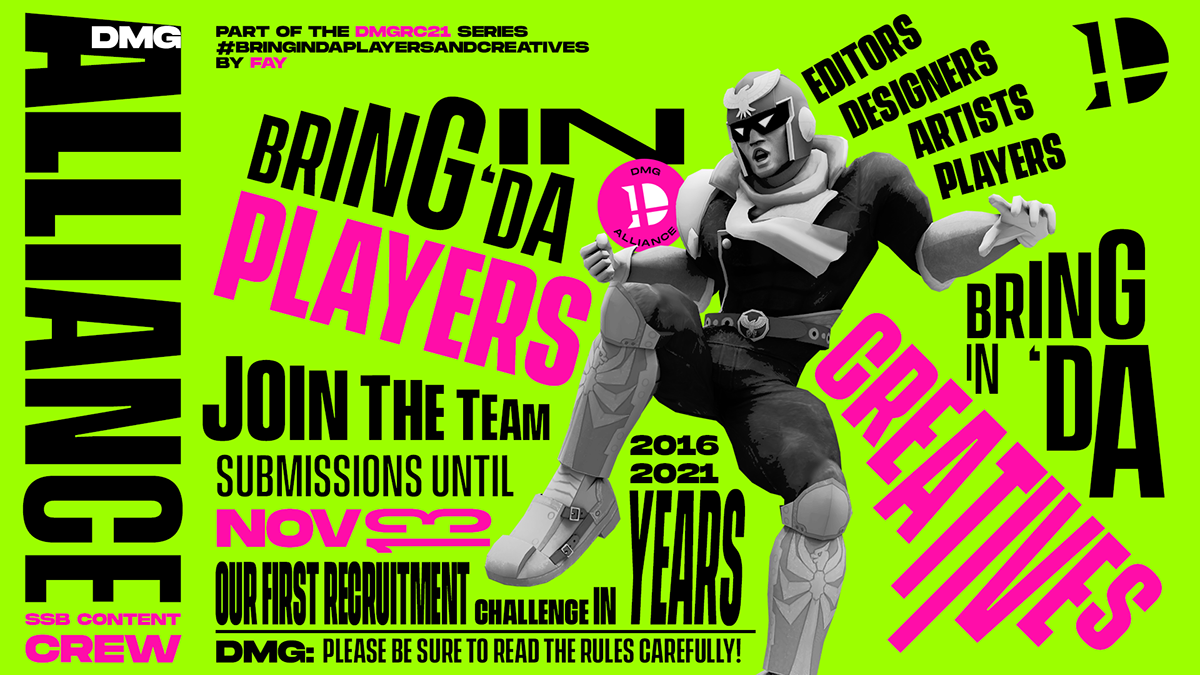 DMG
ALLIANCE
SSB CONTENT
CREW
PART OF THE DMGRC21 SERIES
#BRINGINDAPLAYERSANDCREATIVES
BY FAY
BRING IN
‘DA
PLAYERS
DMG
ALLIANCE
JOIN THE TEAM
SUBMISSIONS UNTIL
NOV 13
OUR FIRST RECRUITMENT CHALLENGE IN
2016
2021
YEARS
DMG: PLEASE BE SURE TO READ THE RULES CAREFULLY!
EDITORS
DESIGNERS
ARTISTS
PLAYERS
BRING
IN ‘DA
CREATIVES